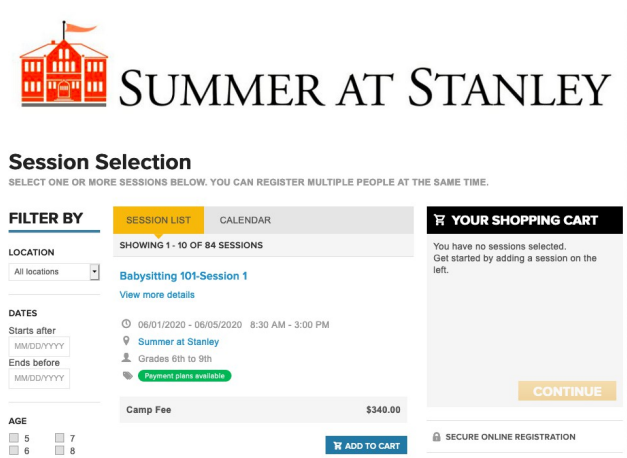 SUMMER AT STANLEY
Session Selection
SELECT ONE OR MORE SESSIONS BELOW. YOU CAN REGISTER MULTIPLE PEOPLE AT THE SAME TIME.
FILTER BY
LOCATION
All locations
DATES
Starts after
MM/DD/YYYY
Ends before
MM/DD/YYYY
AGE
5 7
6 8
SESSION LIST CALENDAR
SHOWING 1 - 10 OF 84 SESSIONS
Babysitting 101-Session 1
View more details
06/01/2020 - 06/05/2020 8:30 AM - 3:00 PM
Summer at Stanley
Grades 6th to 9th
Payment plans available
Camp Fee $340.00
ADD TO CART
YOUR SHOPPING CART
You have no sessions selected.
Get started by adding a session on the
left.
CONTINUE
SECURE ONLINE REGISTRATION